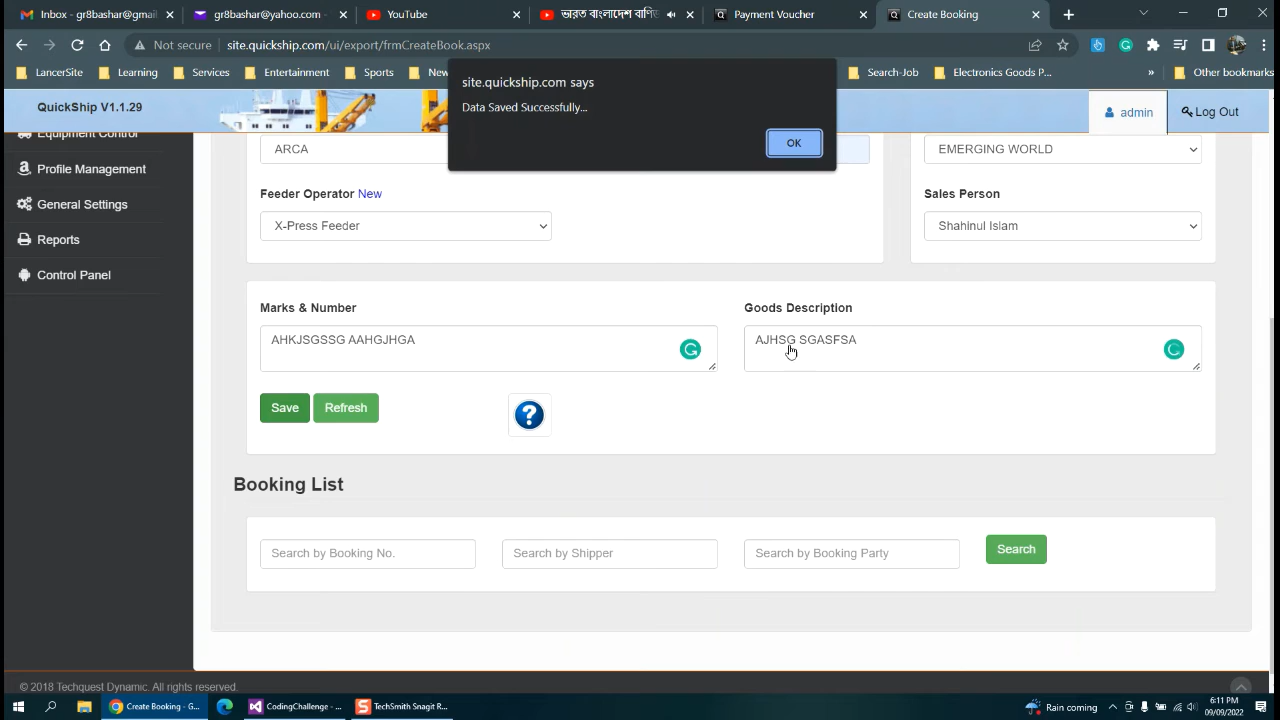 Inbox - gr8bashar@gmail
gr8bashar@yahoo.com -
YouTube
ভারত বাংলাদেশ বাণিজ
Payment Voucher
Create Booking
Not secure
site.quickship.com/ui/export/frmCreateBook.aspx
LancerSite
Learning
Services
Entertainment
Sports
New
Search-Job
Electronics Goods P...
»
Other bookmarks
site.quickship.com says
Data Saved Successfully...
OK
QuickShip V1.1.29
admin
Log Out
Equipment Control
Profile Management
General Settings
Reports
Control Panel
ARCA
EMERGING WORLD
Feeder Operator New
Sales Person
X-Press Feeder
Shahinul Islam
Marks & Number
Goods Description
AHKJSGSSG AAHGJHGA
AJHSG SGASFSA
Save
Refresh
?
Booking List
Search by Booking No.
Search by Shipper
Search by Booking Party
Search
© 2018 Techquest Dynamic. All rights reserved.
Create Booking - G...
CodingChallenge - ...
TechSmith Snagit R...
Rain coming
6:11 PM
09/09/2022